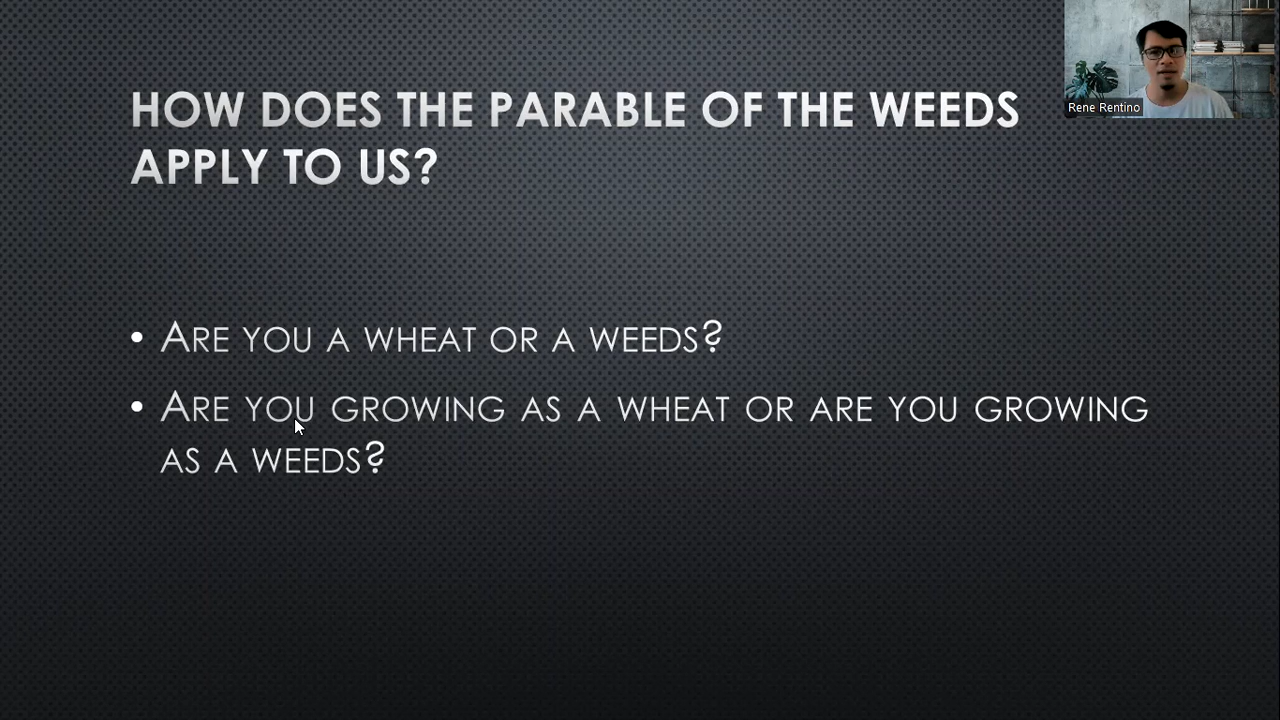 HOW DOES THE PARABLE OF THE WEEDS
APPLY TO US?
Rene Rentino
• ARE YOU A WHEAT OR A WEEDS?
• ARE YOU GROWING AS A WHEAT OR ARE YOU GROWING
AS A WEEDS?